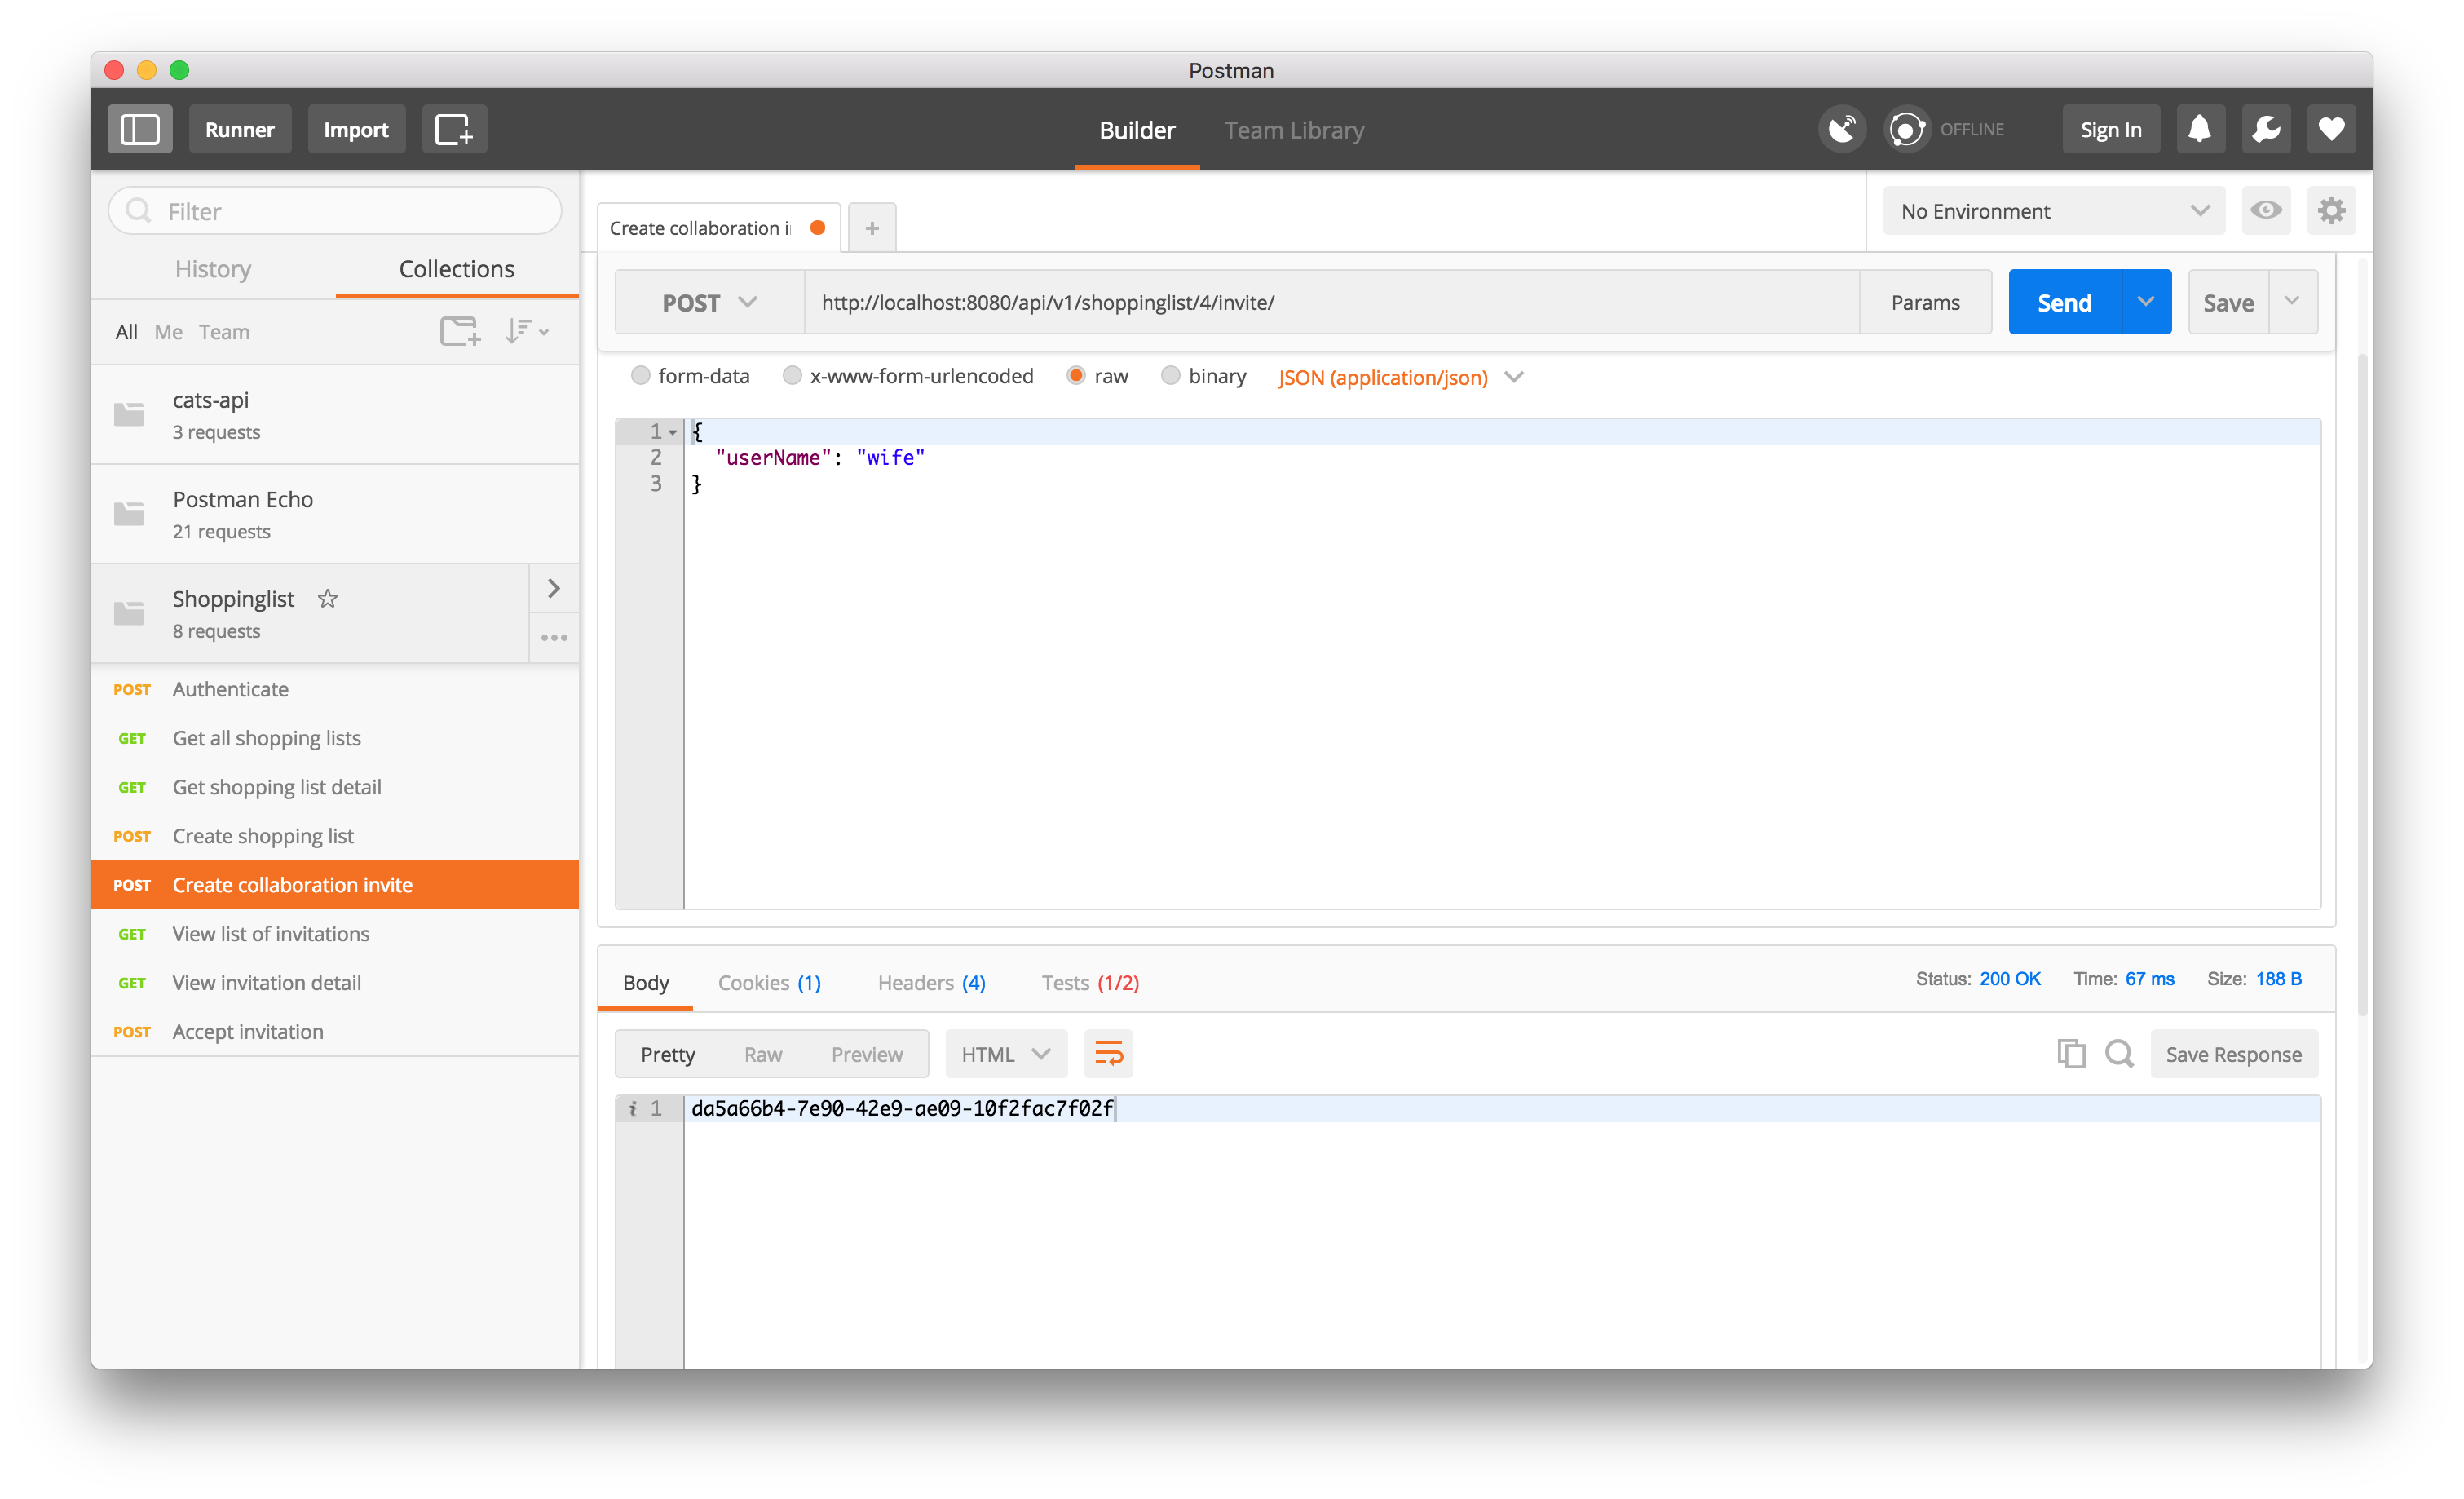 Postman
Runner
Import
Builder
Team Library
OFFLINE
Sign In
Filter
History
Collections
All Me Team
cats-api
3 requests
Postman Echo
21 requests
Shoppinglist
8 requests
POST Authenticate
GET Get all shopping lists
GET Get shopping list detail
POST Create shopping list
POST Create collaboration invite
GET View list of invitations
GET View invitation detail
POST Accept invitation
Create collaboration i
+
No Environment
POST
http://localhost:8080/api/v1/shoppinglist/4/invite/
Params
Send
Save
form-data
x-www-form-urlencoded
raw
binary
JSON (application/json)
1 {
2 "userName": "wife"
3 }
Body
Cookies (1)
Headers (4)
Tests (1/2)
Status: 200 OK
Time: 67 ms
Size: 188 B
Pretty
Raw
Preview
HTML
Save Response
i 1 da5a66b4-7e90-42e9-ae09-10f2fac7f02f